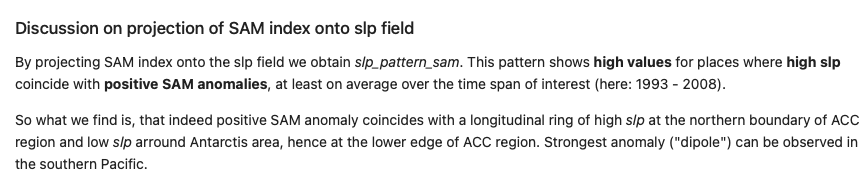 Discussion on projection of SAM index onto slp field
By projecting SAM index onto the slp field we obtain slp_pattern_sam. This pattern shows high values for places where high slp
coincide with positive SAM anomalies, at least on average over the time span of interest (here: 1993 - 2008).
So what we find is, that indeed positive SAM anomaly coincides with a longitudinal ring of high slp at the northern boundary of ACC
region and low slp arround Antarctis area, hence at the lower edge of ACC region. Strongest anomaly ("dipole") can be observed in
the southern Pacific.